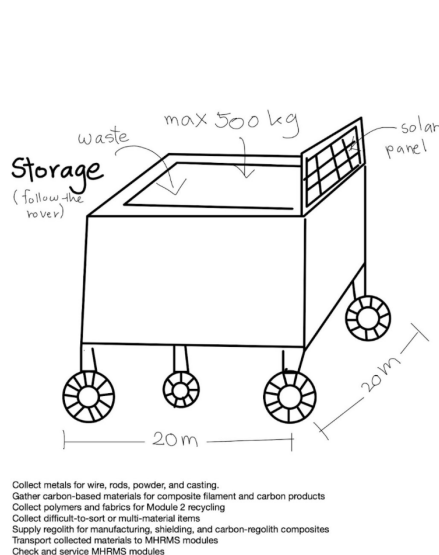 max 500 kg
waste
solar
panel
Storage
(follow the
rover)
20m
20m
Collect metals for wire, rods, powder, and casting.
Gather carbon-based materials for composite filament and carbon products
Collect polymers and fabrics for Module 2 recycling
Collect difficult-to-sort or multi-material items
Supply regolith for manufacturing, shielding, and carbon-regolith composites
Transport collected materials to MHRMS modules
Check and service MHRMS modules